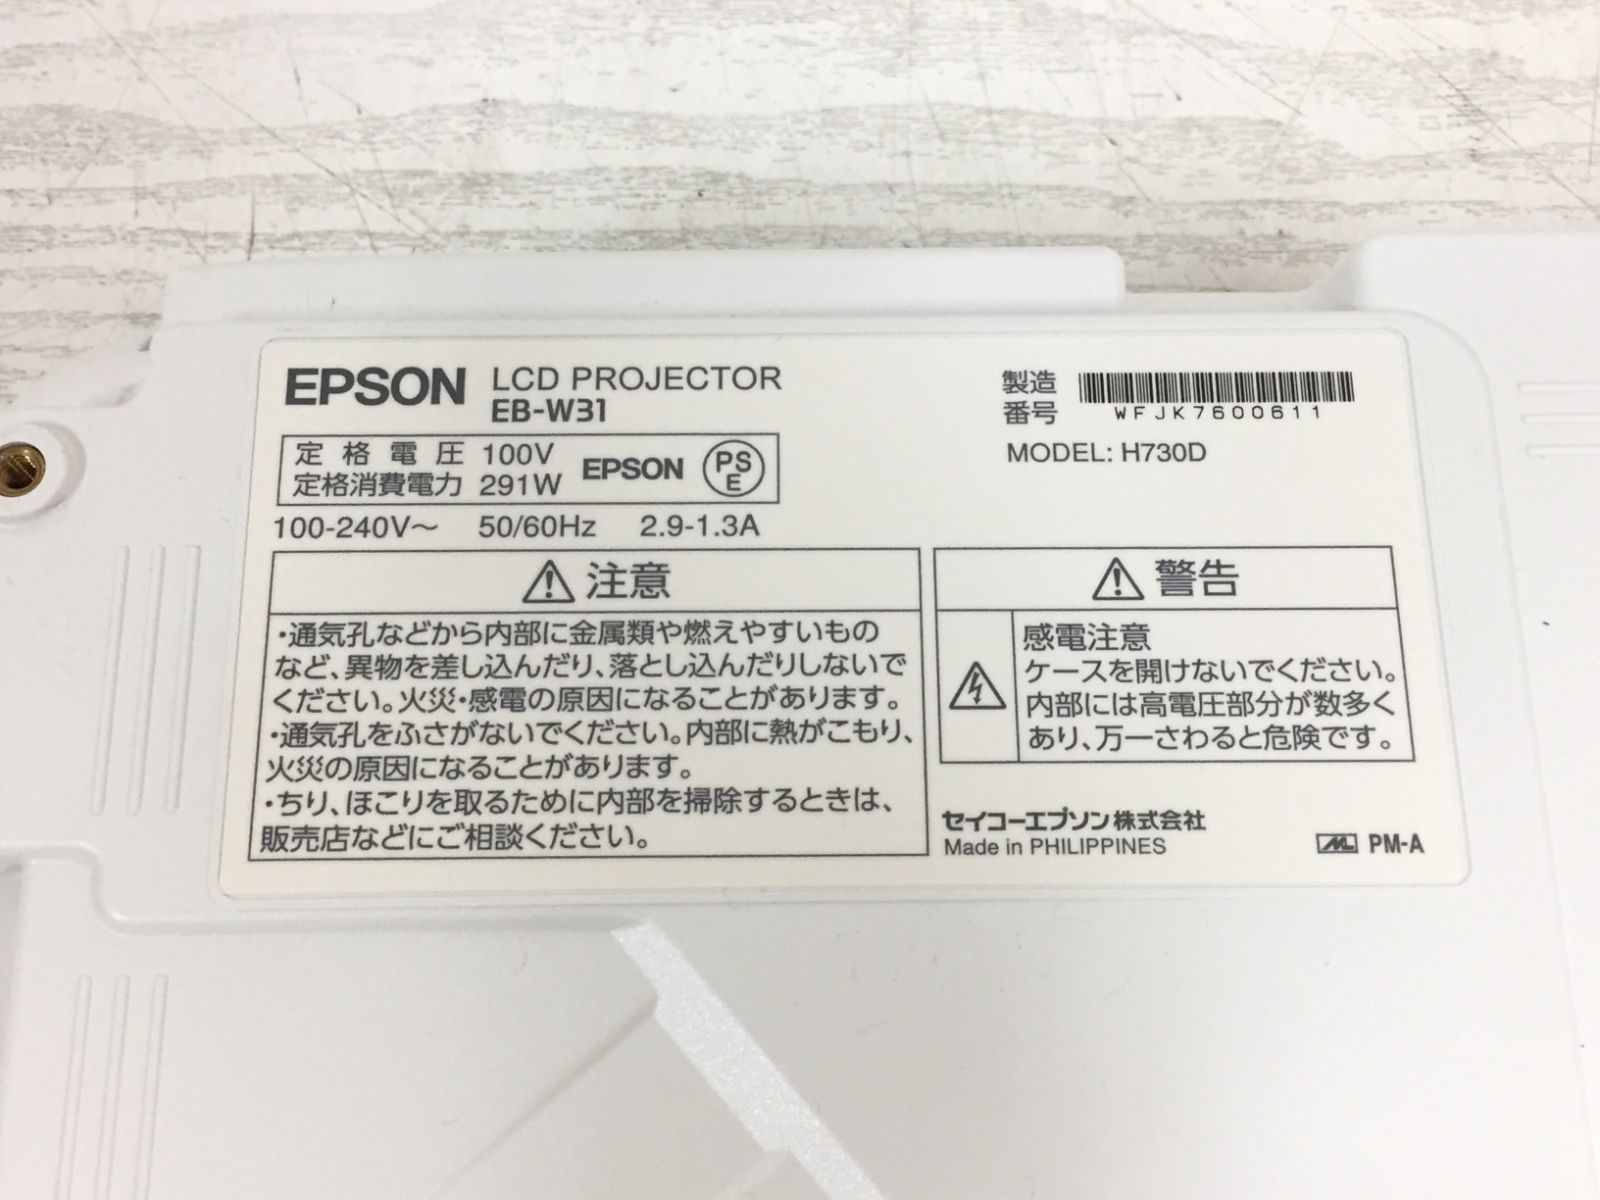 EPSON LCD PROJECTOR
EB-W31
定格電圧 100V
定格消費電力 291W
EPSON
PS
E
100-240V～ 50/60Hz 2.9-1.3A
製造
番号
WFJK7600611
MODEL: H730D
注意
・通気孔などから内部に金属類や燃えやすいもの
など、異物を差し込んだり、落とし込んだりしないで
ください。火災・感電の原因になることがあります。
・通気孔をふさがないでください。内部に熱がこもり、
火災の原因になることがあります。
・ちり、ほこりを取るために内部を掃除するときは、
販売店などにご相談ください。
警告
感電注意
ケースを開けないでください。
内部には高電圧部分が数多く
あり、万一さわると危険です。
セイコーエプソン株式会社
Made in PHILIPPINES
ML PM-A